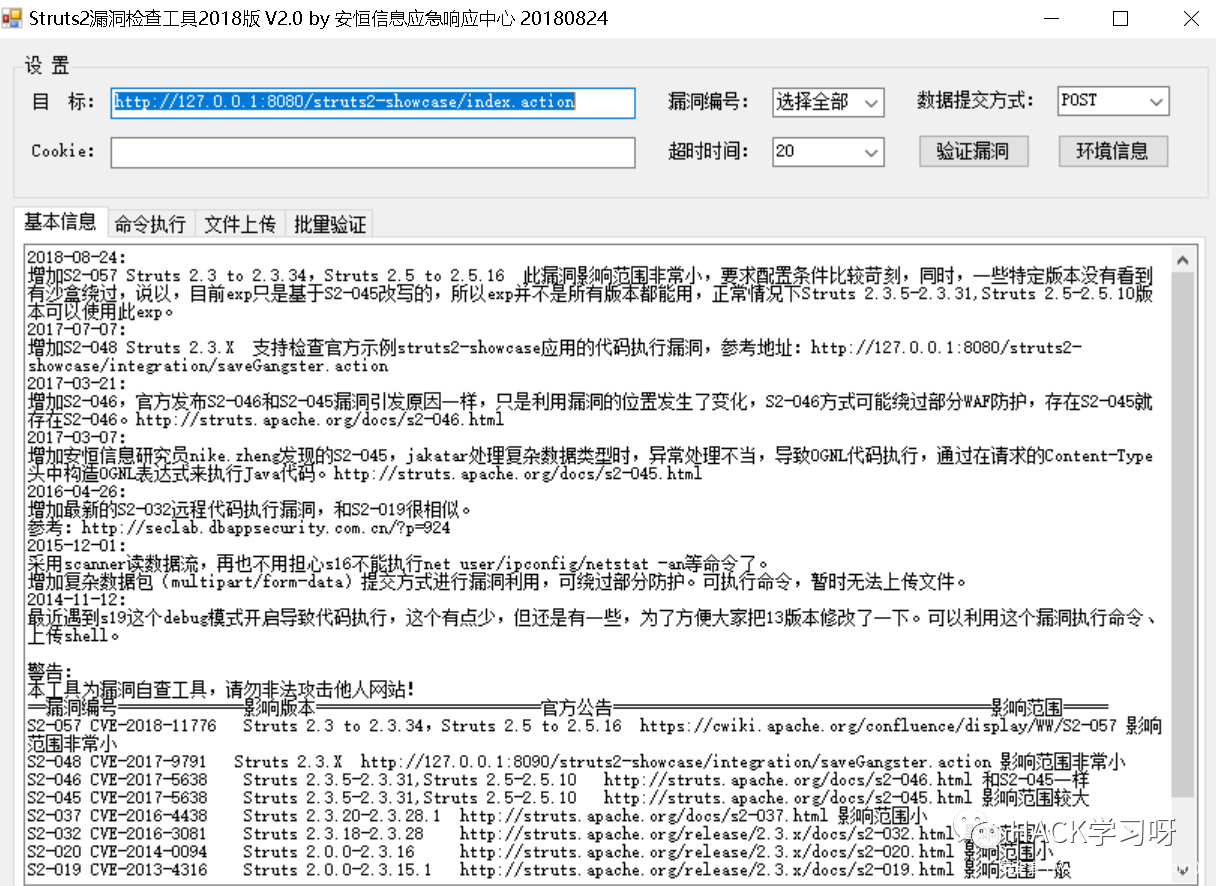 Struts2漏洞检查工具2018版 V2.0 by 安恒信息应急响应中心 20180824
设 置
目 标:
http://127.0.0.1:8080/struts2-showcase/index.action
漏洞编号:
选择全部
数据提交方式:
POST
Cookie:
超时时间:
20
验证漏洞
环境信息
基本信息
命令执行
文件上传
批量验证
2018-08-24:
增加S2-057 Struts 2.3 to 2.3.34，Struts 2.5 to 2.5.16 此漏洞影响范围非常小，要求配置条件比较苛刻，同时，一些特定版本没有看到
有沙盒绕过，说以，目前exp只是基于S2-045改写的，所以exp并不是所有版本都能用，正常情况下Struts 2.3.5-2.3.31,Struts 2.5-2.5.10版
本可以使用此exp。
2017-07-07:
增加S2-048 Struts 2.3.X 支持检查官方示例struts2-showcase应用的代码执行漏洞，参考地址：http://127.0.0.1:8080/struts2-
showcase/integration/saveGangster.action
2017-03-21:
增加S2-046，官方发布S2-046和S2-045漏洞引发原因一样，只是利用漏洞的位置发生了变化，S2-046方式可能绕过部分WAF防护，存在S2-045就
存在S2-046。http://struts.apache.org/docs/s2-046.html
2017-03-07:
增加安恒信息研究员nike.zheng发现的S2-045，jakatar处理复杂数据类型时，异常处理不当，导致OGNL代码执行，通过在请求的Content-Type
头中构造OGNL表达式来执行Java代码。http://struts.apache.org/docs/s2-045.html
2016-04-26:
增加最新的S2-032远程代码执行漏洞，和S2-019很相似。
参考：http://seclab.dbappsecurity.com.cn/?p=924
2015-12-01:
采用scanner读数据流，再也不用担心s16不能执行net user/ipconfig/netstat -an等命令了。
增加复杂数据包（multipart/form-data）提交方式进行漏洞利用，可绕过部分防护。可执行命令，暂时无法上传文件。
2014-11-12:
最近遇到s19这个debug模式开启导致代码执行，这个有点少，但还是有一些，为了方便大家把13版本修改了一下。可以利用这个漏洞执行命令、
上传shell。
警告:
本工具为漏洞自查工具，请勿非法攻击他人网站!
漏洞编号 影响版本 官方公告 影响范围
S2-057 CVE-2018-11776 Struts 2.3 to 2.3.34，Struts 2.5 to 2.5.16 https://cwiki.apache.org/confluence/display/WW/S2-057 影响
范围非常小
S2-048 CVE-2017-9791 Struts 2.3.X http://127.0.0.1:8090/struts2-showcase/integration/saveGangster.action 影响范围非常小
S2-046 CVE-2017-5638 Struts 2.3.5-2.3.31,Struts 2.5-2.5.10 http://struts.apache.org/docs/s2-046.html 和S2-045一样
S2-045 CVE-2017-5638 Struts 2.3.5-2.3.31,Struts 2.5-2.5.10 http://struts.apache.org/docs/s2-045.html 影响范围较大
S2-037 CVE-2016-4438 Struts 2.3.20-2.3.28.1 http://struts.apache.org/docs/s2-037.html 影响范围小
S2-032 CVE-2016-3081 Struts 2.3.18-2.3.28 http://struts.apache.org/release/2.3.x/docs/s2-032.html
S2-020 CVE-2014-0094 Struts 2.0.0-2.3.16 http://struts.apache.org/release/2.3.x/docs/s2-020.html 影响范围小
S2-019 CVE-2013-4316 Struts 2.0.0-2.3.15.1 http://struts.apache.org/release/2.3.x/docs/s2-019.html 影响范围一般
ACK学习呀